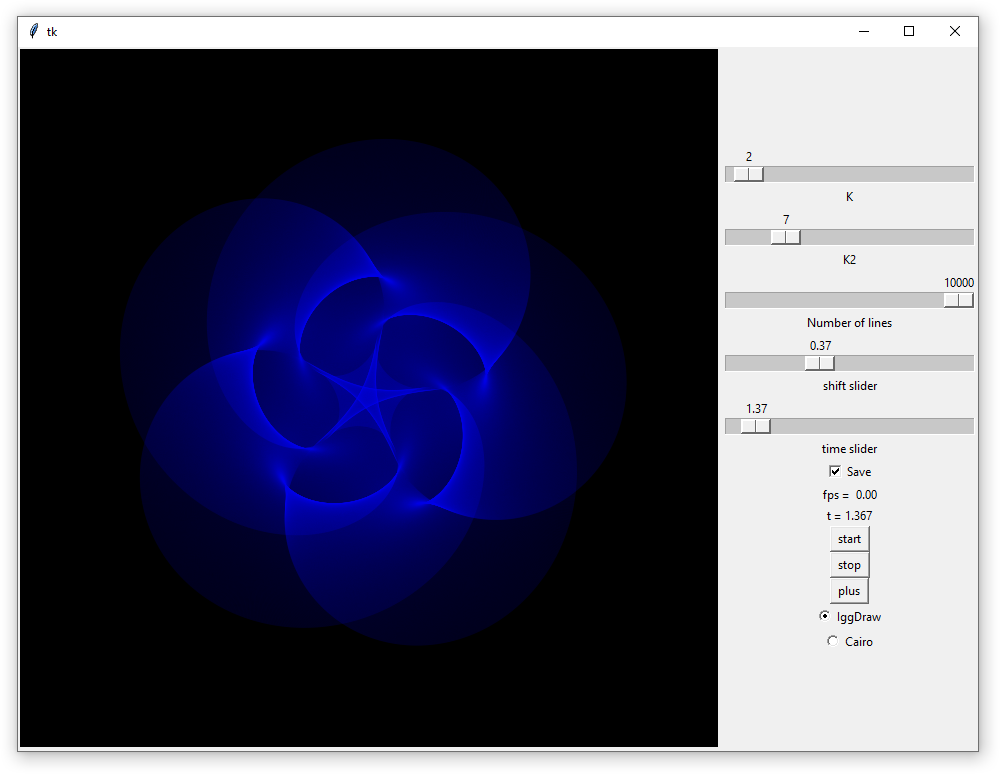 tk
2
K
7
K2
10000
Number of lines
0.37
shift slider
1.37
time slider
Save
fps = 0.00
t = 1.367
start
stop
plus
IggDraw
Cairo